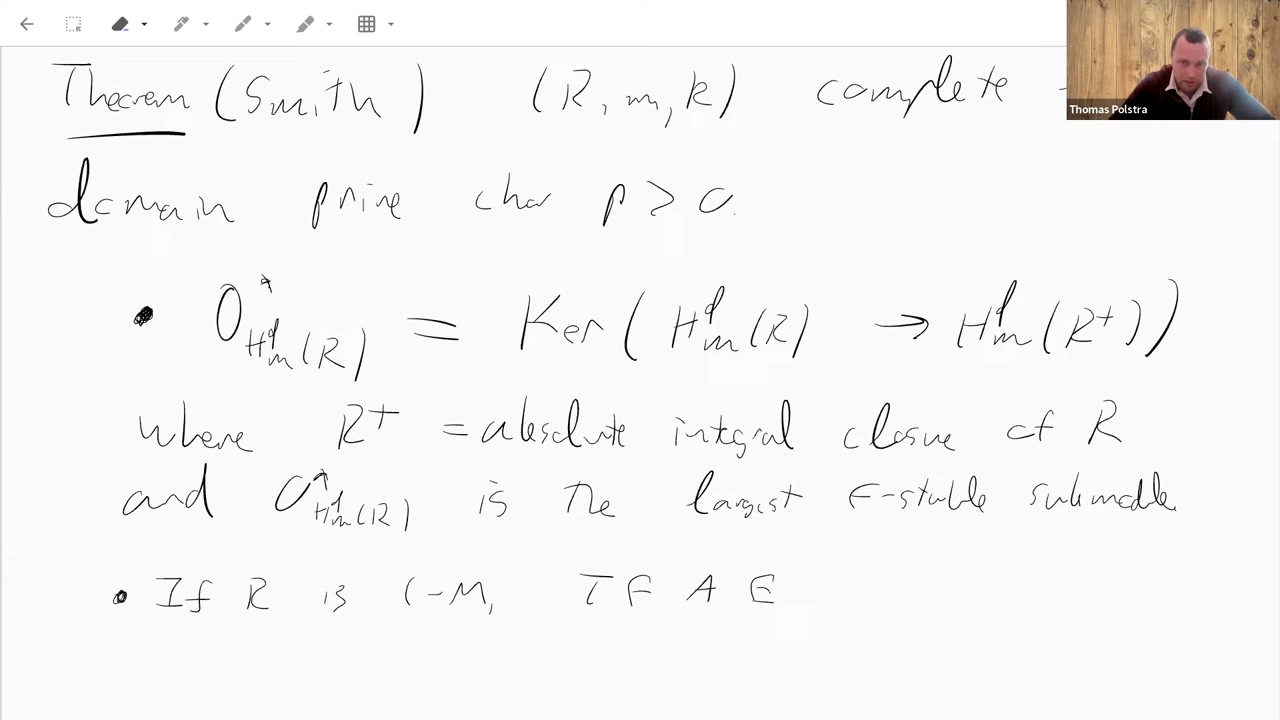 Theorem (Smith) (R, m, k) complete
domain prime char p > 0.
• 0^*_{H^d_m(R)} = Ker(H^d_m(R) → H^d_m(R^+))
where R^+ = absolute integral closure of R
and 0^*_{H^d_m(R)} is the largest F-stable submodule.
• If R is C-M, TFAE
Thomas Polstra